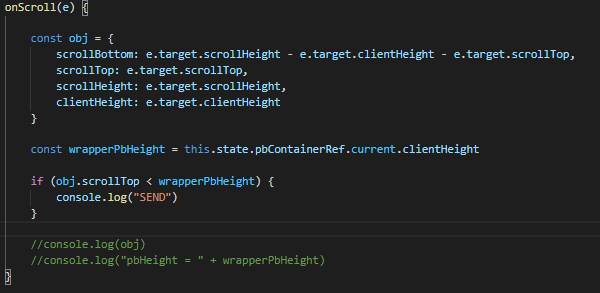 onScroll(e) {
const obj = {
scrollBottom: e.target.scrollHeight - e.target.clientHeight - e.target.scrollTop,
scrollTop: e.target.scrollTop,
scrollHeight: e.target.scrollHeight,
clientHeight: e.target.clientHeight
}
const wrapperPbHeight = this.state.pbContainerRef.current.clientHeight
if (obj.scrollTop < wrapperPbHeight) {
console.log("SEND")
}
//console.log(obj)
//console.log("pbHeight = " + wrapperPbHeight)
}